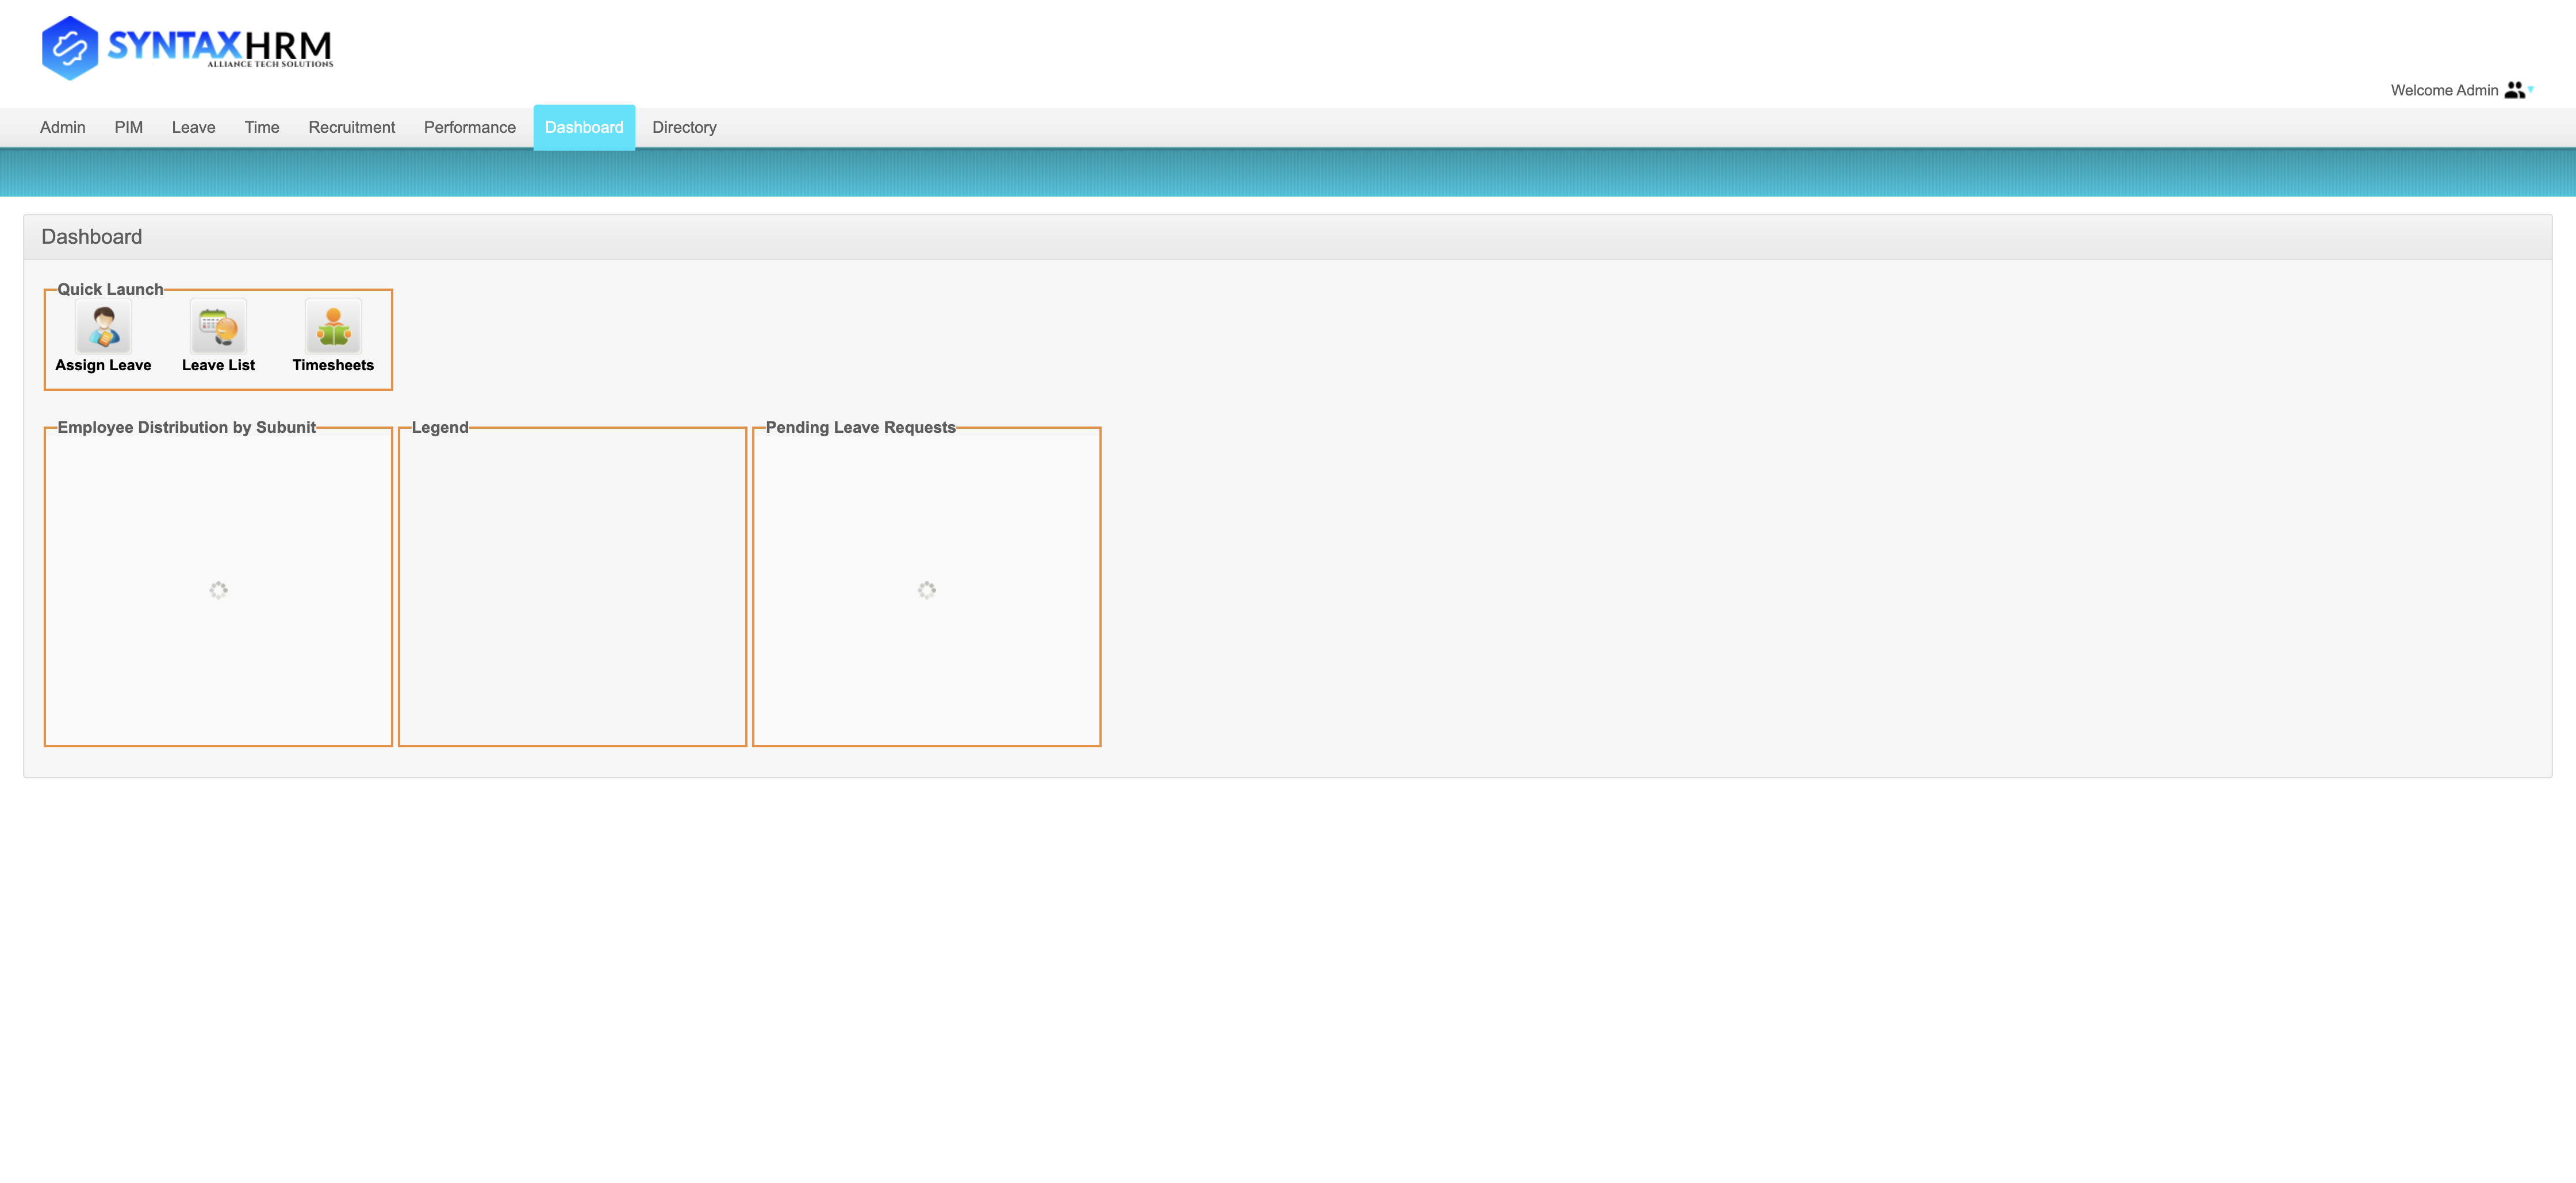 SYNTAXHRM
ALLIANCE TECH SOLUTIONS
Welcome Admin
Admin PIM Leave Time Recruitment Performance Dashboard Directory
Dashboard
Quick Launch
Assign Leave Leave List Timesheets
Employee Distribution by Subunit Legend Pending Leave Requests